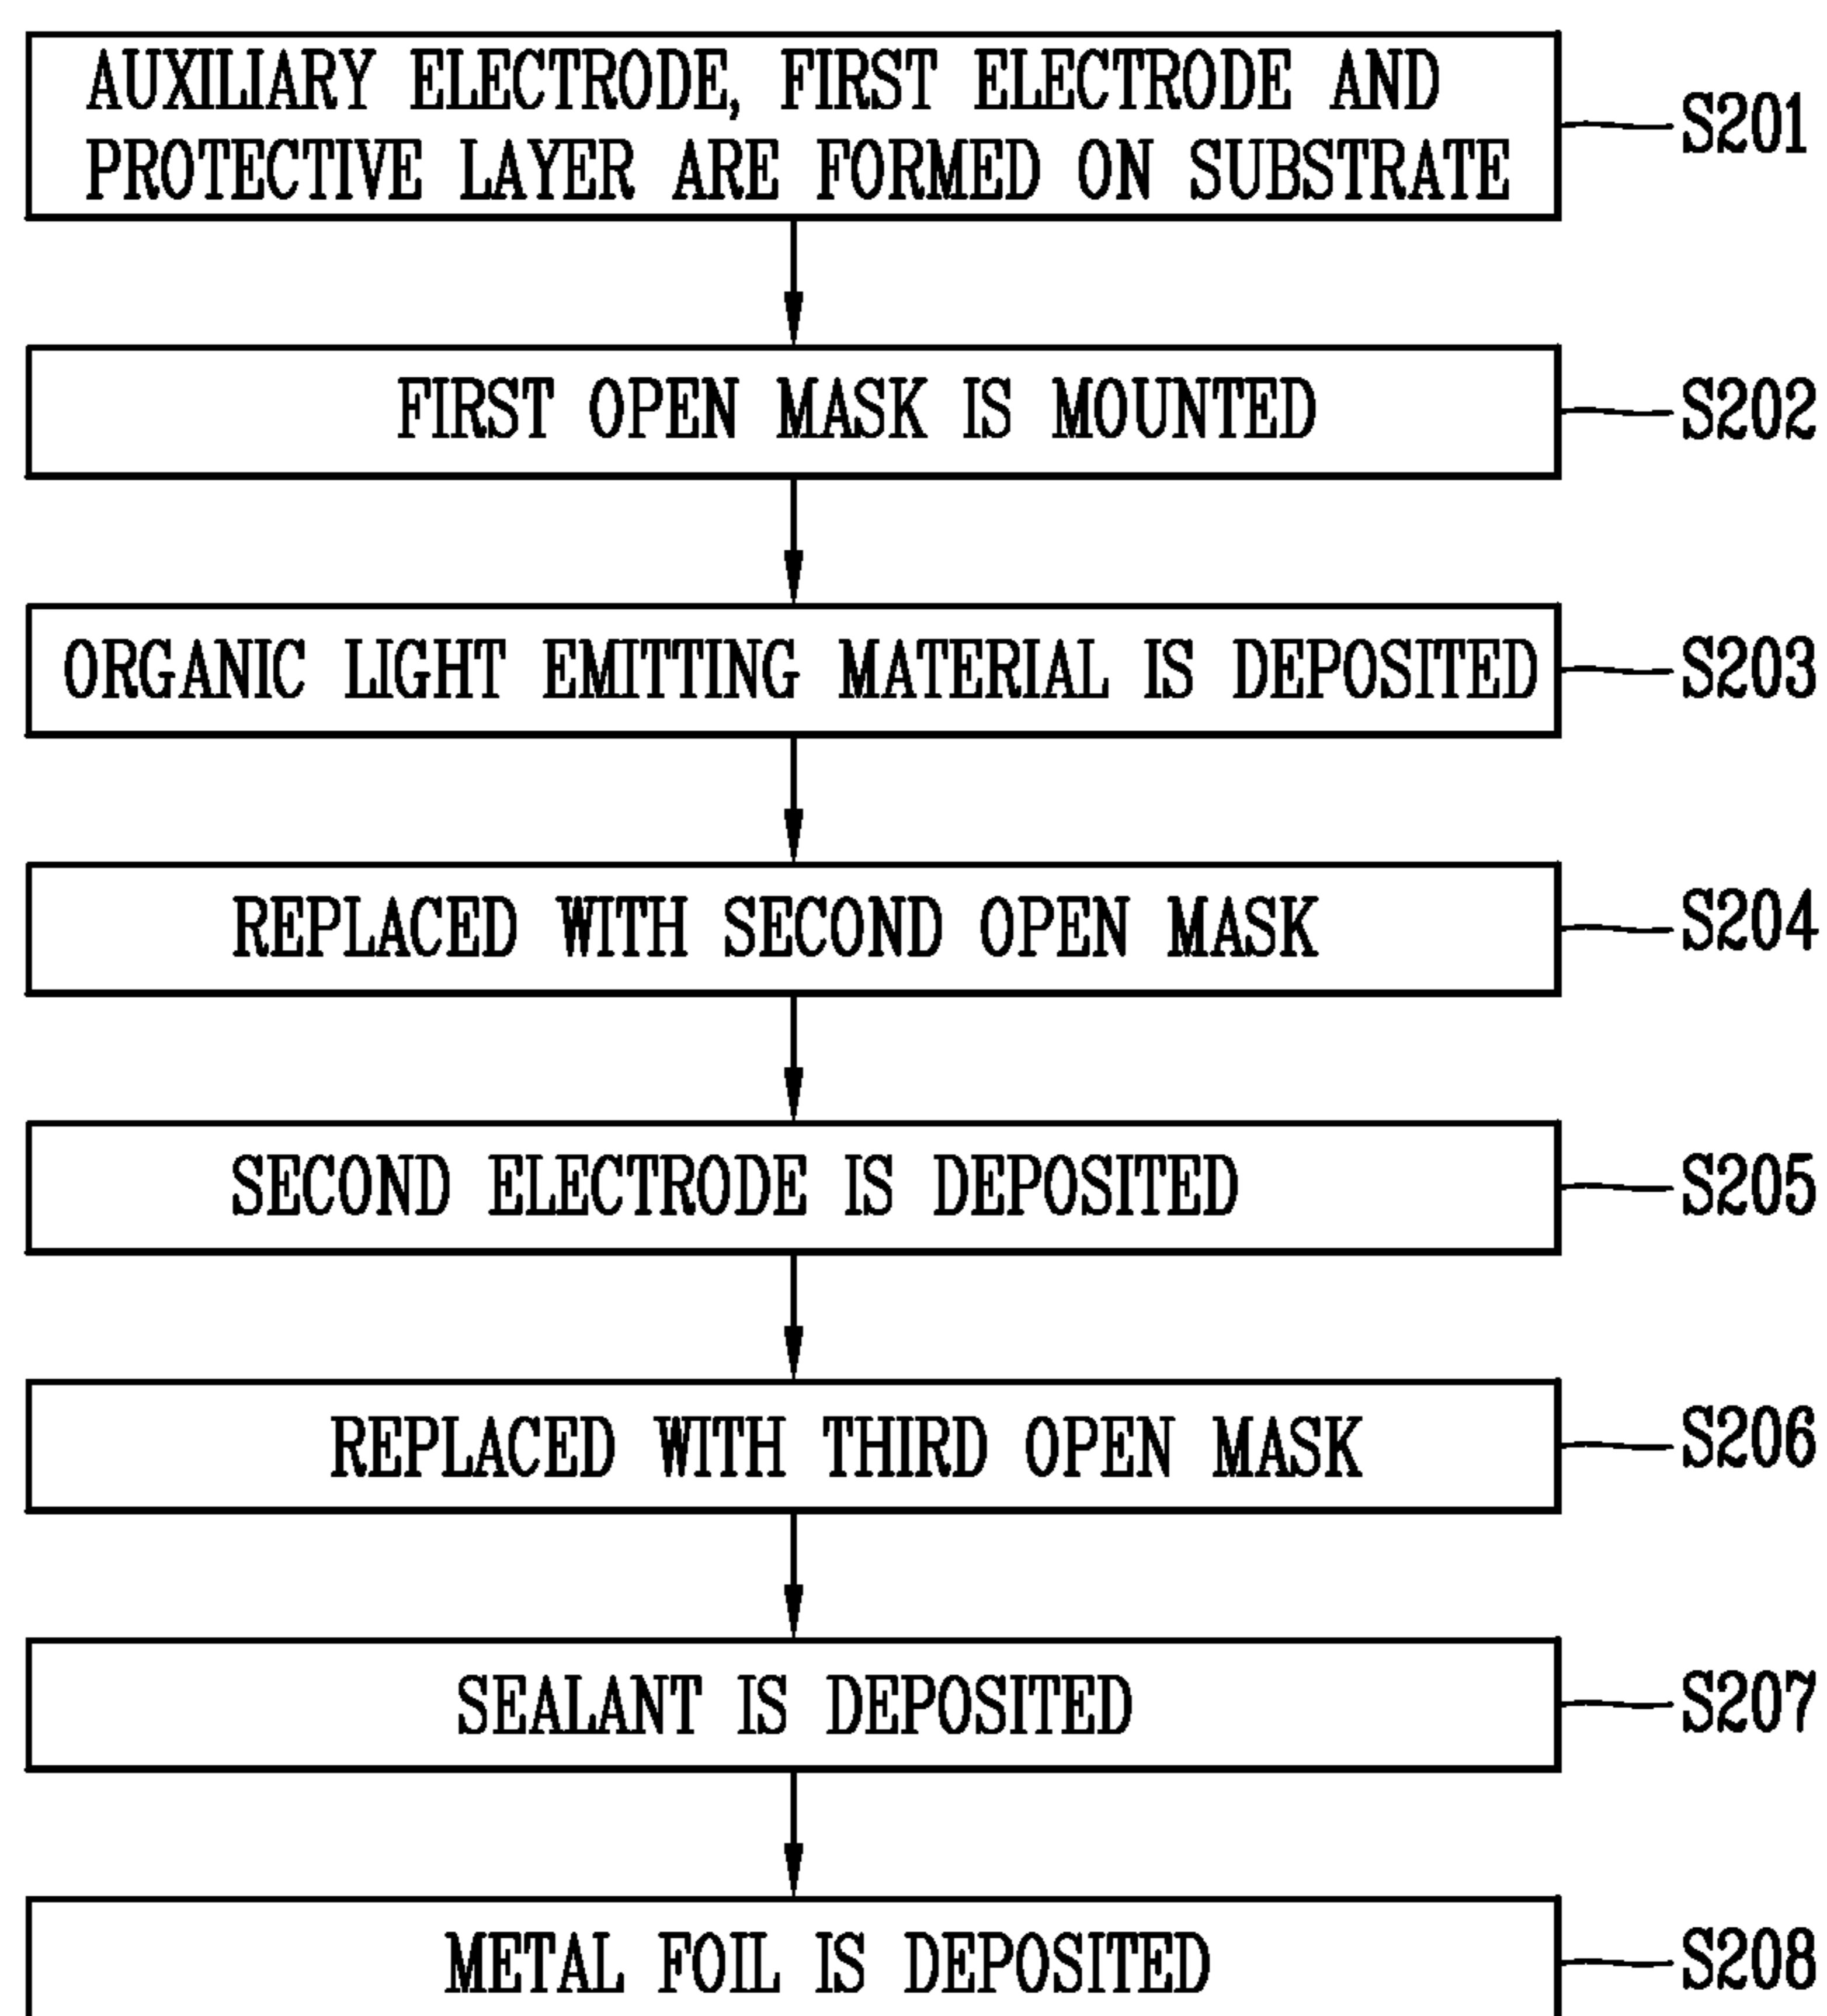 AUXILIARY ELECTRODE, FIRST ELECTRODE AND
PROTECTIVE LAYER ARE FORMED ON SUBSTRATE
S201
FIRST OPEN MASK IS MOUNTED
S202
ORGANIC LIGHT EMITTING MATERIAL IS DEPOSITED
S203
REPLACED WITH SECOND OPEN MASK
S204
SECOND ELECTRODE IS DEPOSITED
S205
REPLACED WITH THIRD OPEN MASK
S206
SEALANT IS DEPOSITED
S207
METAL FOIL IS DEPOSITED
S208